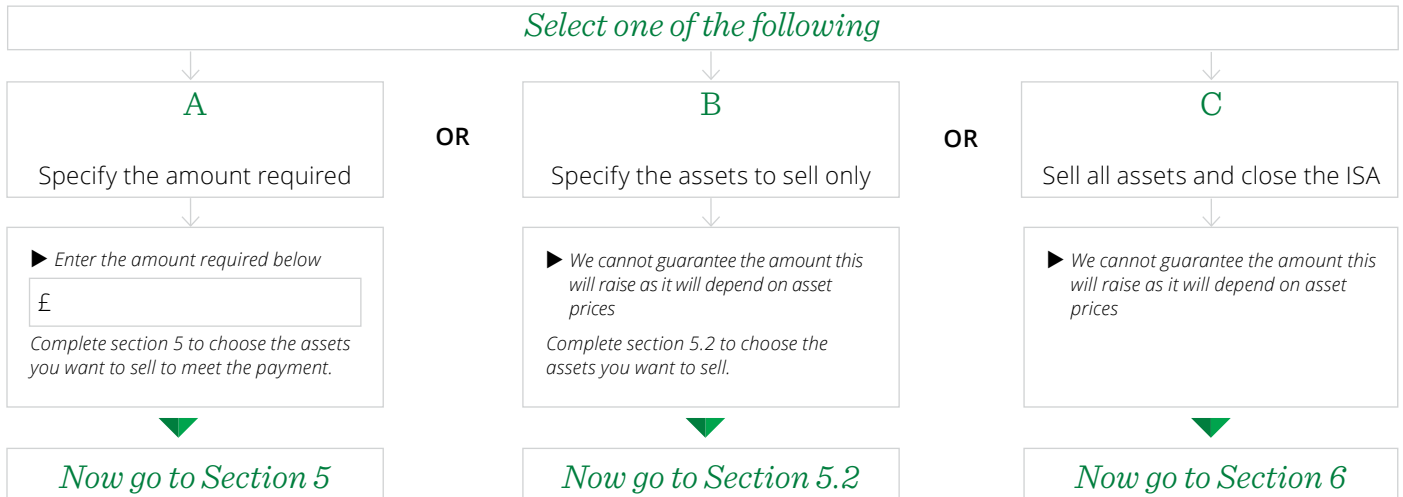 Select one of the following
A
Specify the amount required
▶ Enter the amount required below
£
Complete section 5 to choose the assets
you want to sell to meet the payment.
Now go to Section 5
OR
B
Specify the assets to sell only
▶ We cannot guarantee the amount this
will raise as it will depend on asset
prices
Complete section 5.2 to choose the
assets you want to sell.
Now go to Section 5.2
OR
C
Sell all assets and close the ISA
▶ We cannot guarantee the amount this
will raise as it will depend on asset
prices
Now go to Section 6